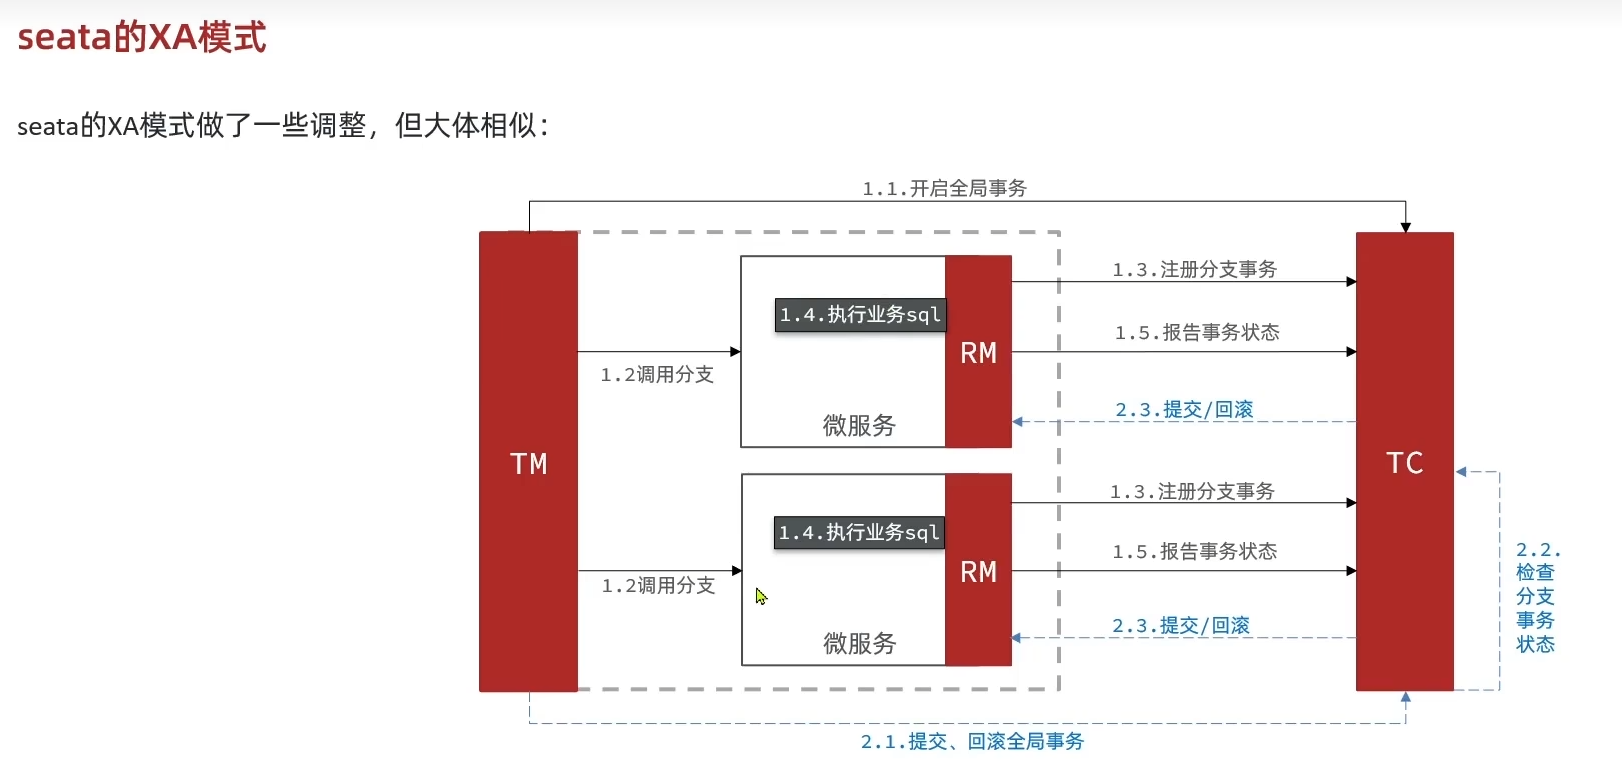 seata的XA模式
seata的XA模式做了一些调整，但大体相似：
1.1.开启全局事务
1.3.注册分支事务
1.4.执行业务sql
1.5.报告事务状态
RM
1.2调用分支
2.3.提交/回滚
微服务
TM
TC
1.3.注册分支事务
1.4.执行业务sql
1.5.报告事务状态
RM
1.2调用分支
2.2.
检查
分支
事务
状态
2.3.提交/回滚
微服务
2.1.提交、回滚全局事务